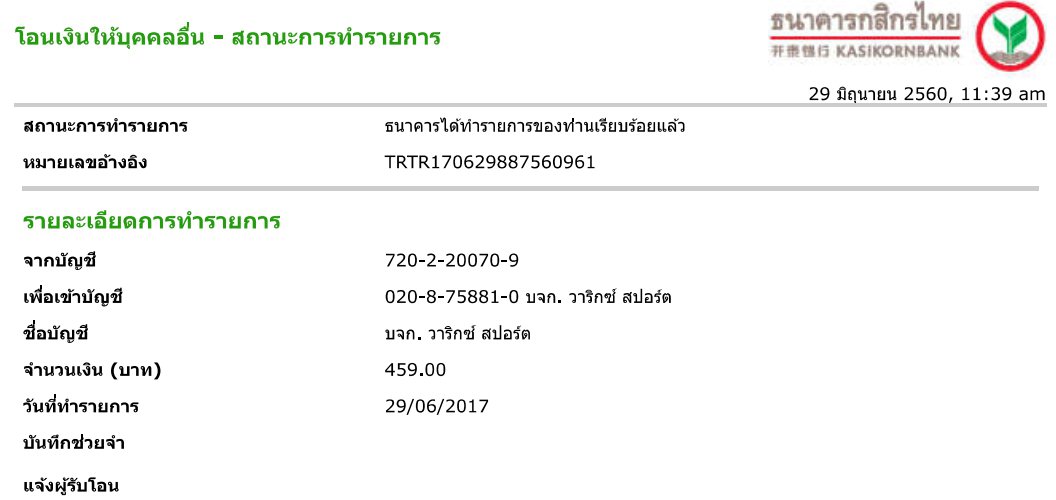 ธนาคารกสิกรไทย
开泰银行 KASIKORNBANK
โอนเงินให้บุคคลอื่น - สถานะการทำรายการ
29 มิถุนายน 2560, 11:39 am
สถานะการทำรายการ ธนาคารได้ทำรายการของท่านเรียบร้อยแล้ว
หมายเลขอ้างอิง TRTR170629887560961
รายละเอียดการทำรายการ
จากบัญชี 720-2-20070-9
เพื่อเข้าบัญชี 020-8-75881-0 บจก. วาริกซ์ สปอร์ต
ชื่อบัญชี บจก. วาริกซ์ สปอร์ต
จำนวนเงิน (บาท) 459.00
วันที่ทำรายการ 29/06/2017
บันทึกช่วยจำ
แจ้งผู้รับโอน